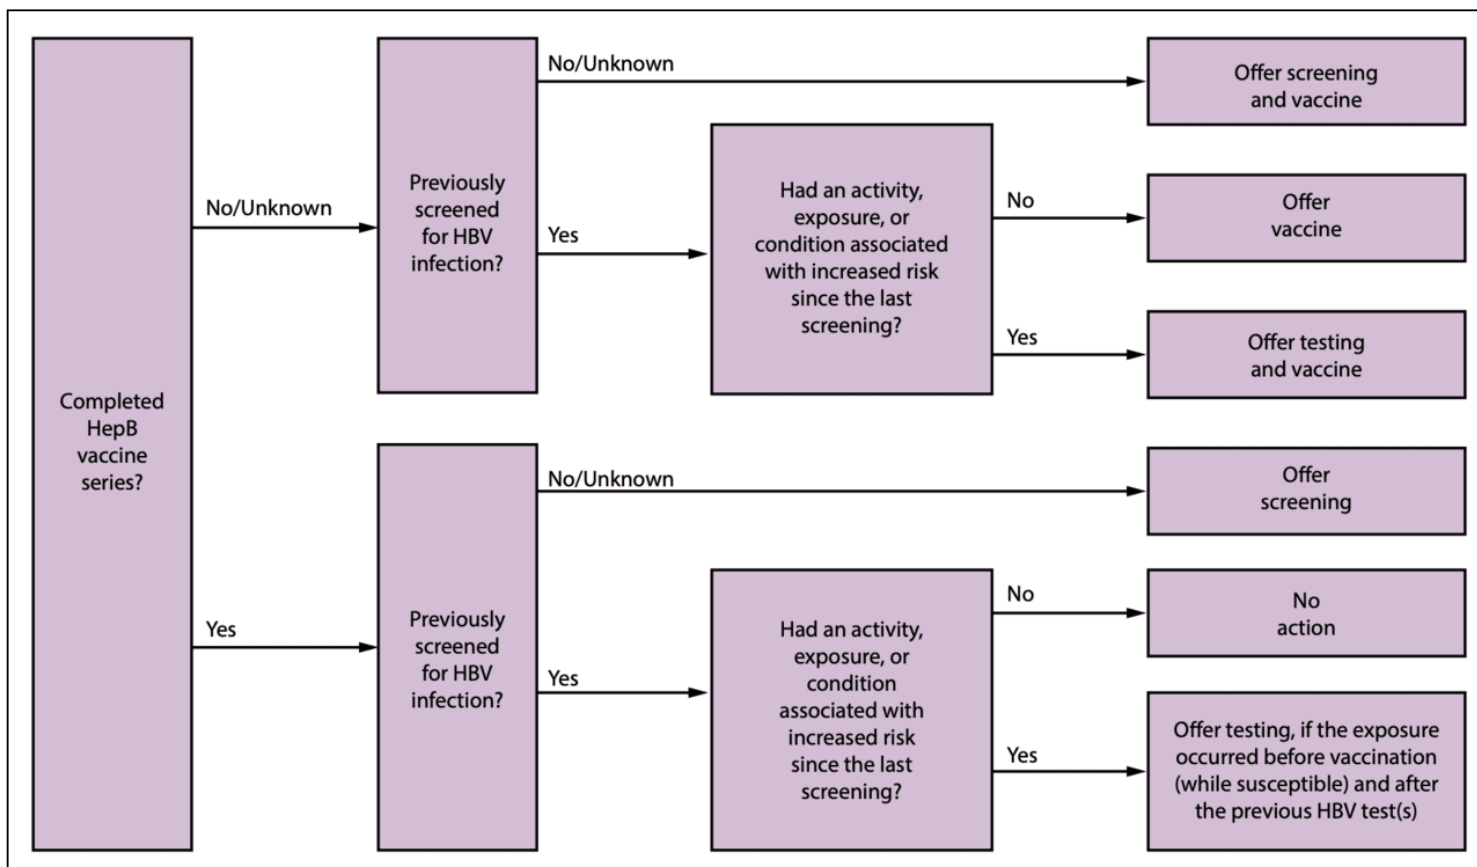 Completed
HepB
vaccine
series?
No/Unknown
Previously
screened
for HBV
infection?
No/Unknown
Offer screening
and vaccine
Yes
Had an activity,
exposure, or
condition associated
with increased risk
since the last
screening?
No
Offer
vaccine
Yes
Offer testing
and vaccine
Yes
Previously
screened
for HBV
infection?
No/Unknown
Offer
screening
Yes
Had an activity,
exposure, or
condition
associated with
increased risk
since the last
screening?
No
No
action
Yes
Offer testing, if the exposure
occurred before vaccination
(while susceptible) and after
the previous HBV test(s)